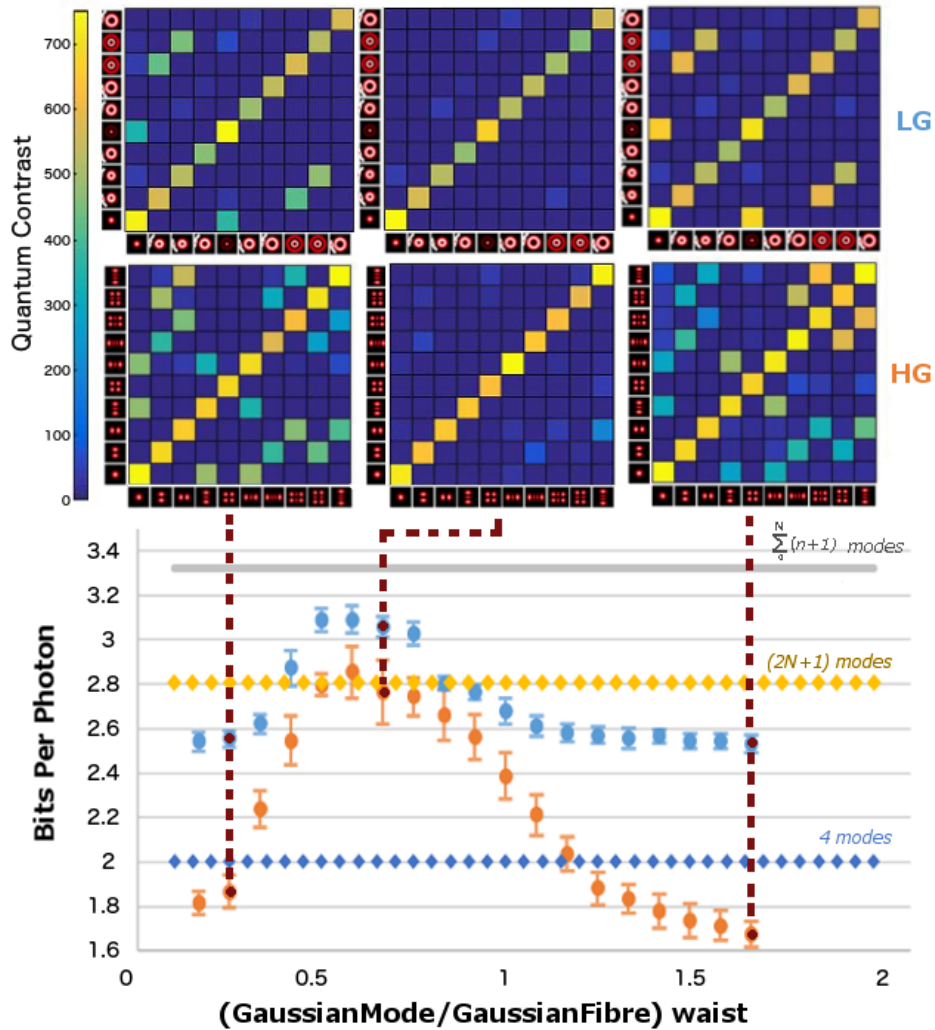 700
600
500
400
300
200
100
0
Quantum Contrast
LG
HG
3.4
3.2
3
2.8
2.6
2.4
2.2
2
1.8
1.6
Bits Per Photon
N
∑(n+1) modes
o
(2N+1) modes
4 modes
0
0.5
1
1.5
2
(GaussianMode/GaussianFibre) waist